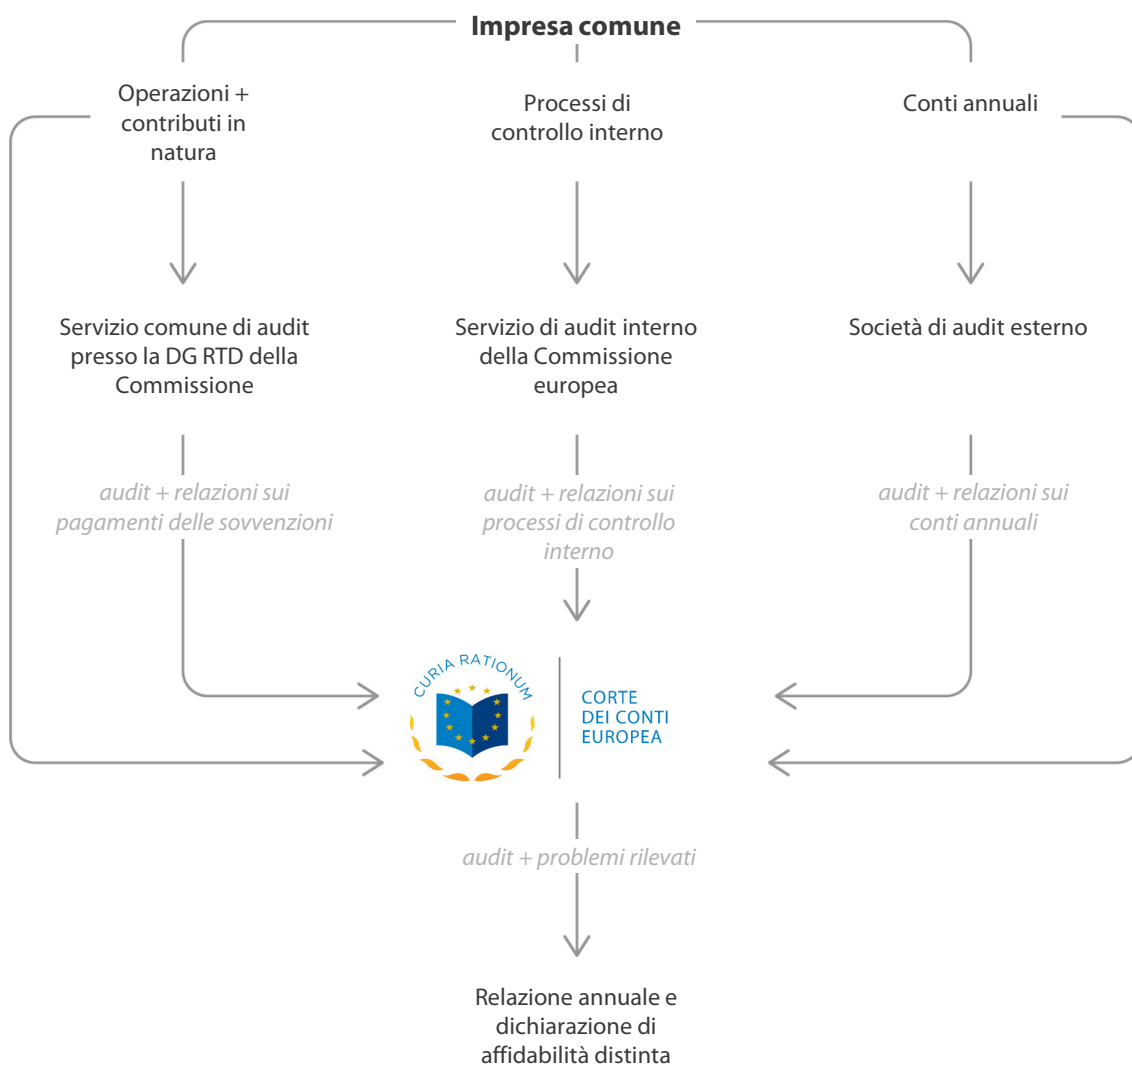 Impresa comune
Operazioni +
contributi in
natura
Processi di
controllo interno
Conti annuali
Servizio comune di audit
presso la DG RTD della
Commissione
Servizio di audit interno
della Commissione
europea
Società di audit esterno
audit + relazioni sui
pagamenti delle sovvenzioni
audit + relazioni sui
processi di controllo
interno
audit + relazioni sui
conti annuali
CURIA RATIONUM
CORTE
DEI CONTI
EUROPEA
audit + problemi rilevati
Relazione annuale e
dichiarazione di
affidabilità distinta